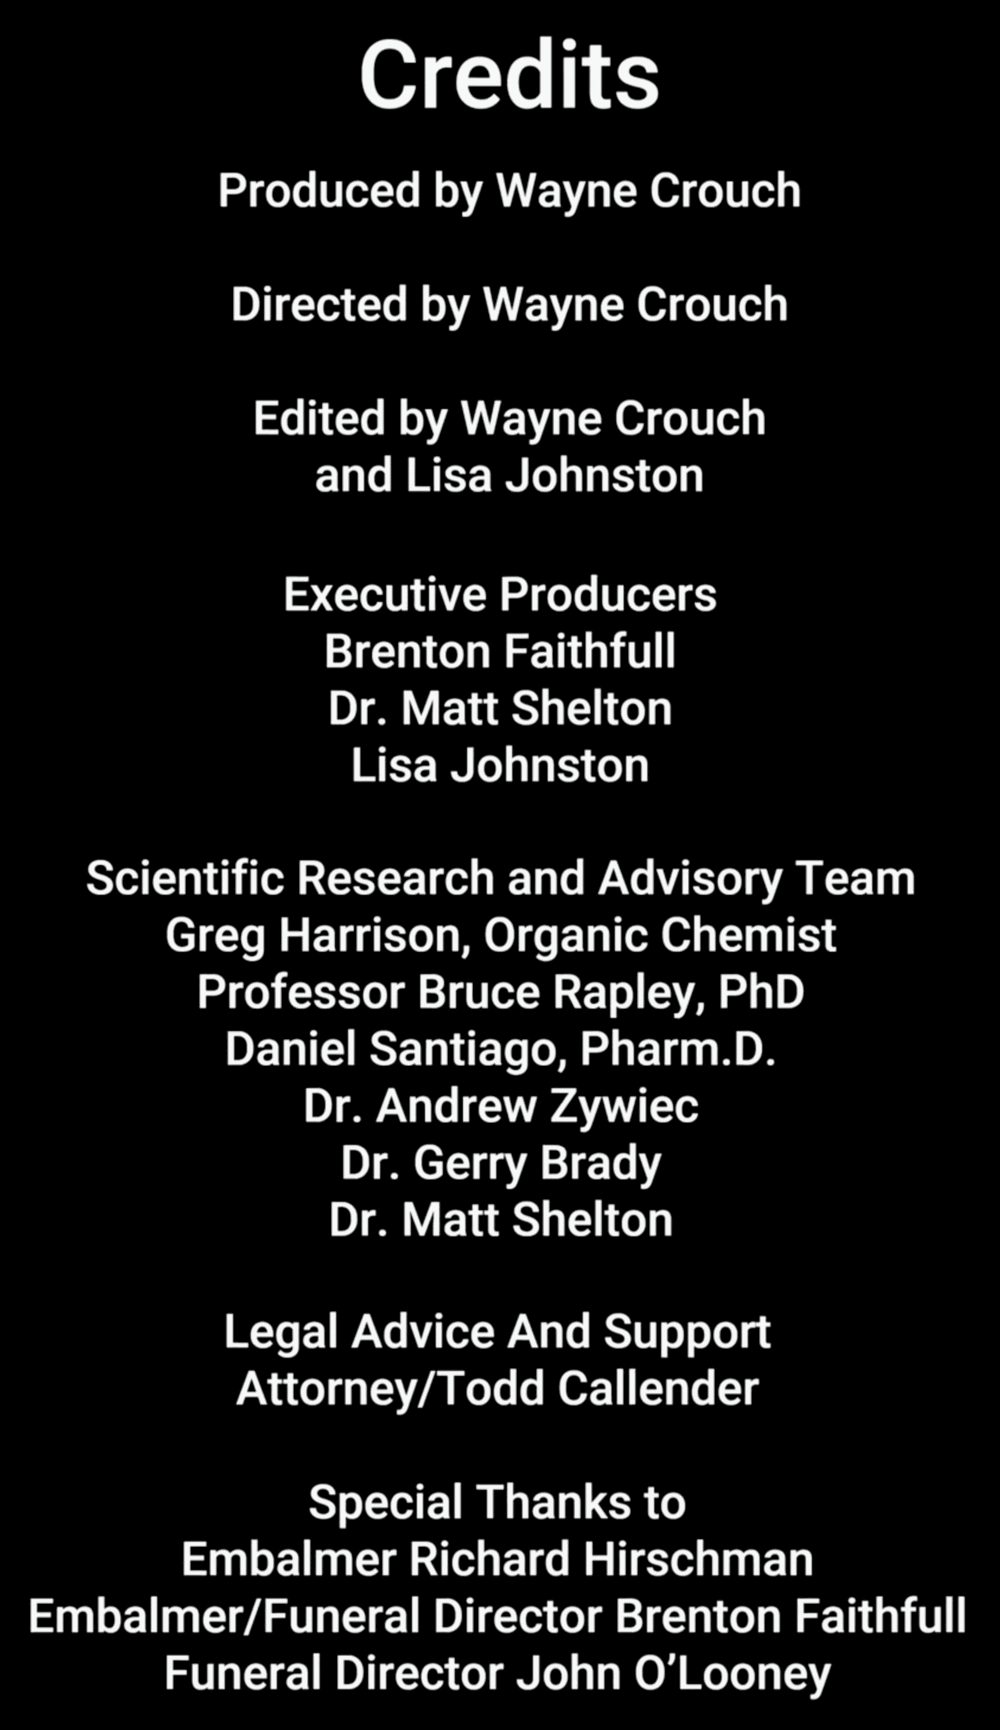 Credits
Produced by Wayne Crouch
Directed by Wayne Crouch
Edited by Wayne Crouch
and Lisa Johnston
Executive Producers
Brenton Faithfull
Dr. Matt Shelton
Lisa Johnston
Scientific Research and Advisory Team
Greg Harrison, Organic Chemist
Professor Bruce Rapley, PhD
Daniel Santiago, Pharm.D.
Dr. Andrew Zywiec
Dr. Gerry Brady
Dr. Matt Shelton
Legal Advice And Support
Attorney/Todd Callender
Special Thanks to
Embalmer Richard Hirschman
Embalmer/Funeral Director Brenton Faithfull
Funeral Director John O’Looney